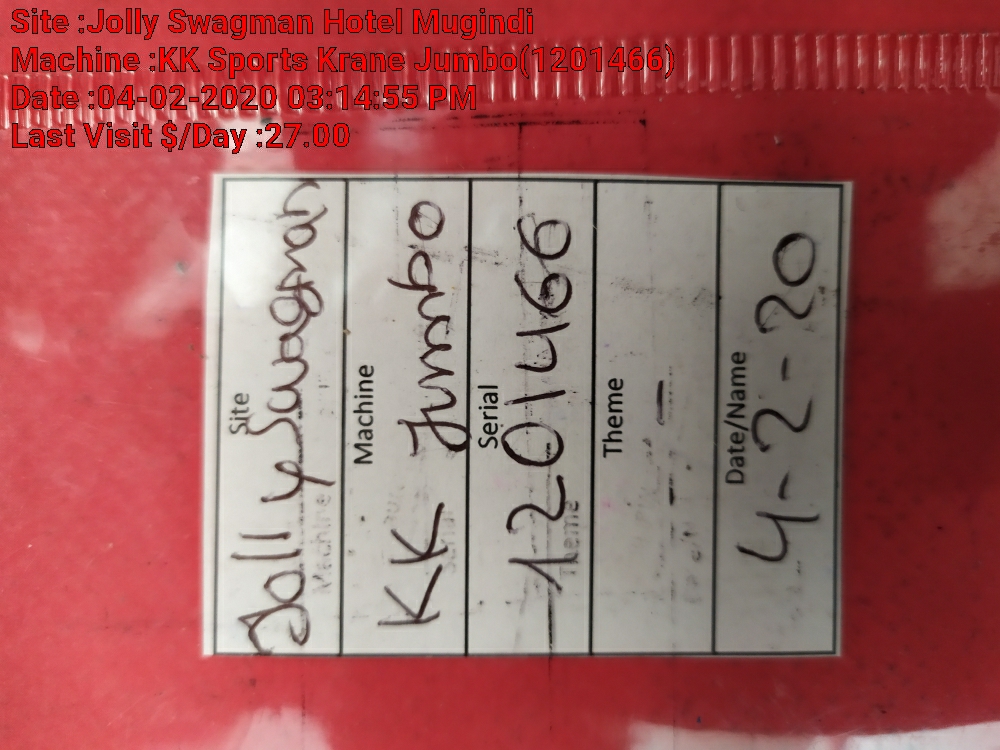 Site :Jolly Swagman Hotel Mugindi
Machine :KK Sports Krane Jumbo(1201466)
Date :04-02-2020 03:14:55 PM
Last Visit $/Day :27.00
Site
Jolly Swagman
Machine
KK Jumbo
Serial
1201466
Theme
-
Date/Name
4-2-20